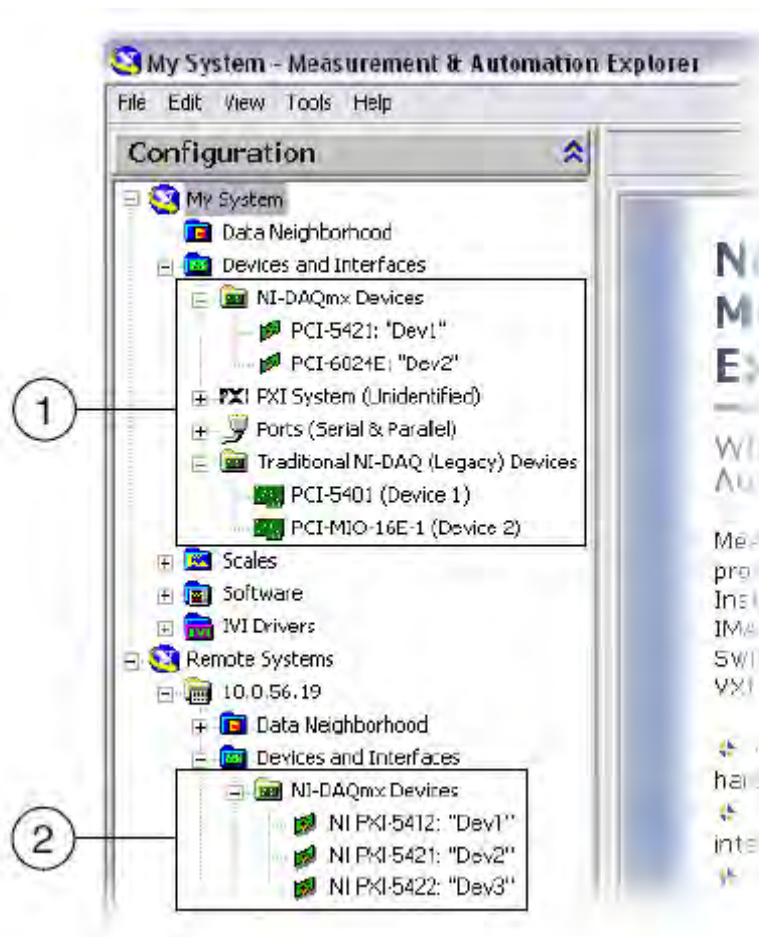 My System - Measurement & Automation Explorer
File Edit View Tools Help
Configuration
My System
Data Neighborhood
Devices and Interfaces
NI-DAQmx Devices
PCI-5421: "Dev1"
PCI-6024E: "Dev2"
1
PXI PXI System (Unidentified)
Ports (Serial & Parallel)
Traditional NI-DAQ (Legacy) Devices
PCI-5401 (Device 1)
PCI-MIO-16E-1 (Device 2)
Scales
Software
IVI IVI Drivers
Remote Systems
10.0.56.19
Data Neighborhood
Devices and Interfaces
NI-DAQmx Devices
2
NI PXI-5412: "Dev1"
NI PXI-5421: "Dev2"
NI PXI-5422: "Dev3"